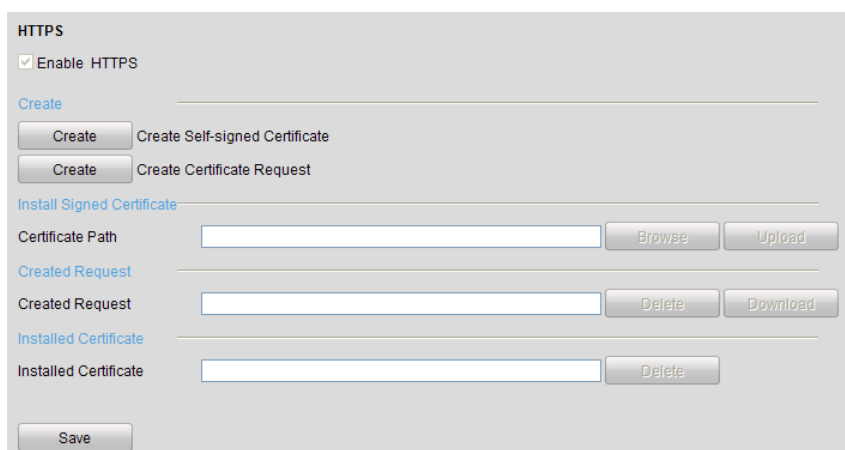 HTTPS
Enable HTTPS
Create
Create Create Self-signed Certificate
Create Create Certificate Request
Install Signed Certificate
Certificate Path Browse Upload
Created Request
Created Request Delete Download
Installed Certificate
Installed Certificate Delete
Save